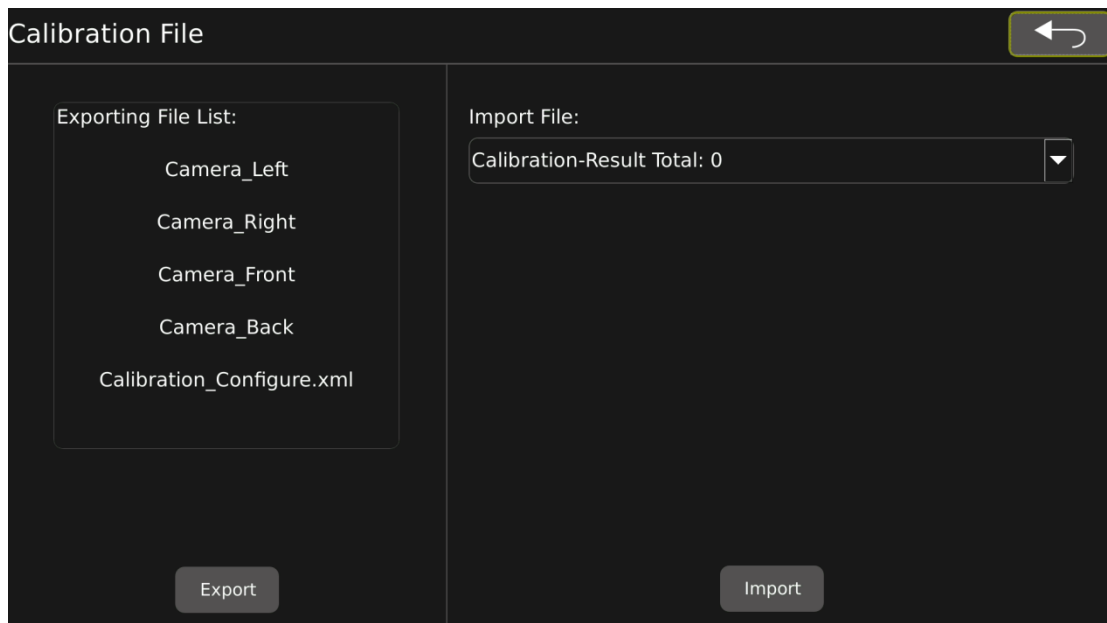 Calibration File
Exporting File List:
Camera_Left
Camera_Right
Camera_Front
Camera_Back
Calibration_Configure.xml
Export
Import File:
Calibration-Result Total: 0
Import